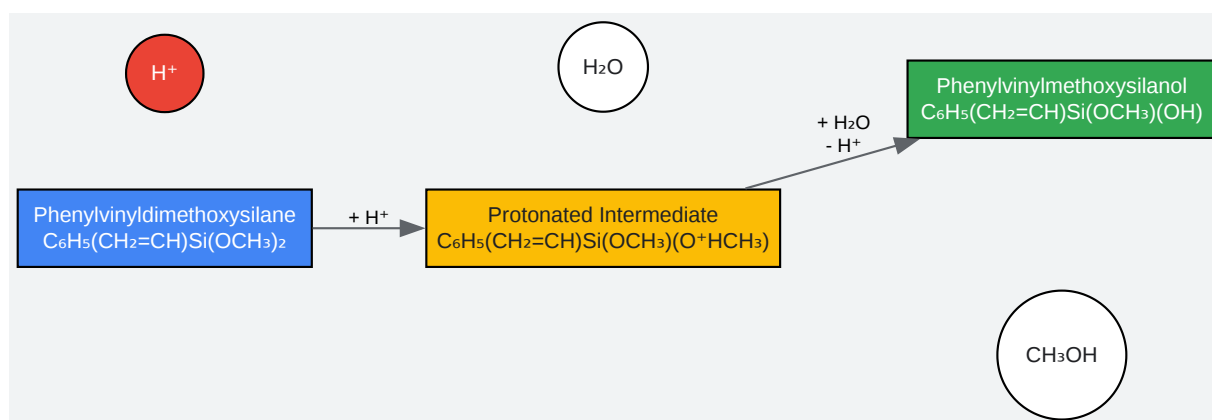 H⁺
H₂O
Phenylvinylmethoxysilanol
C₆H₅(CH₂=CH)Si(OCH₃)(OH)
+ H₂O
- H⁺
Phenylvinyldimethoxysilane
C₆H₅(CH₂=CH)Si(OCH₃)₂
+ H⁺
Protonated Intermediate
C₆H₅(CH₂=CH)Si(OCH₃)(O⁺HCH₃)
CH₃OH